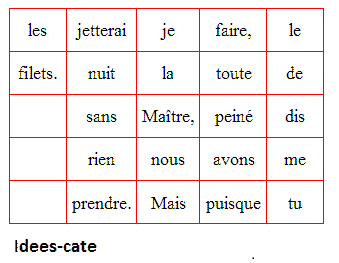 les jetterai je faire, le
filets. nuit la toute de
sans Maître, peiné dis
rien nous avons me
prendre. Mais puisque tu
Idees-cate